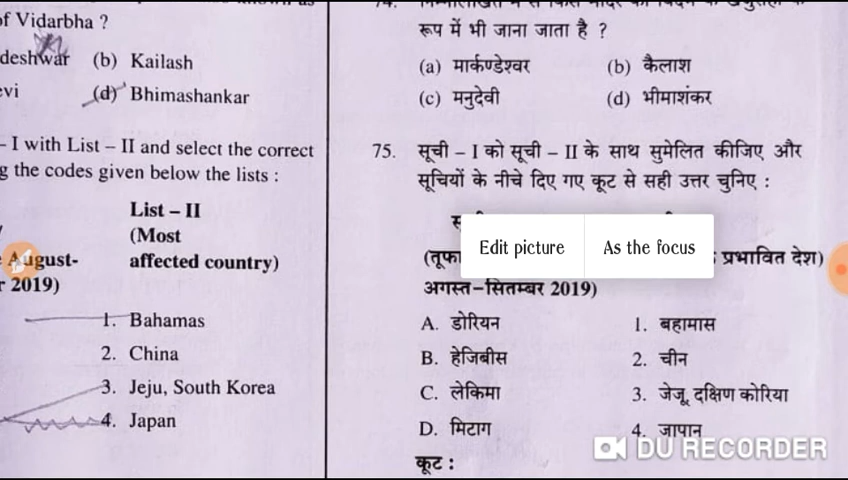 of Vidarbha ?
deshwar (b) Kailash
evi (d) Bhimashankar
– I with List – II and select the correct
g the codes given below the lists :
List – II
(Most
August- affected country)
r 2019)
1. Bahamas
2. China
3. Jeju, South Korea
4. Japan
रूप में भी जाना जाता है ?
(a) मार्कण्डेश्वर (b) कैलाश
(c) मनुदेवी (d) भीमाशंकर
75. सूची – I को सूची – II के साथ सुमेलित कीजिए और
सूचियों के नीचे दिए गए कूट से सही उत्तर चुनिए :
Edit picture As the focus
(तूफा प्रभावित देश)
अगस्त–सितम्बर 2019)
A. डोरियन 1. बहामास
B. हेजिबीस 2. चीन
C. लेकिमा 3. जेजू, दक्षिण कोरिया
D. मिटाग 4. जापान
कूट :
DU RECORDER